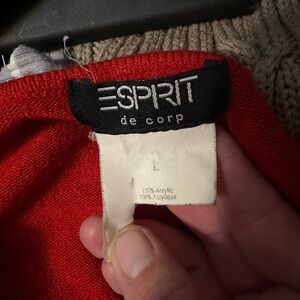 ESPRIT
de corp
L
100% Acrylic
100% Acrylique